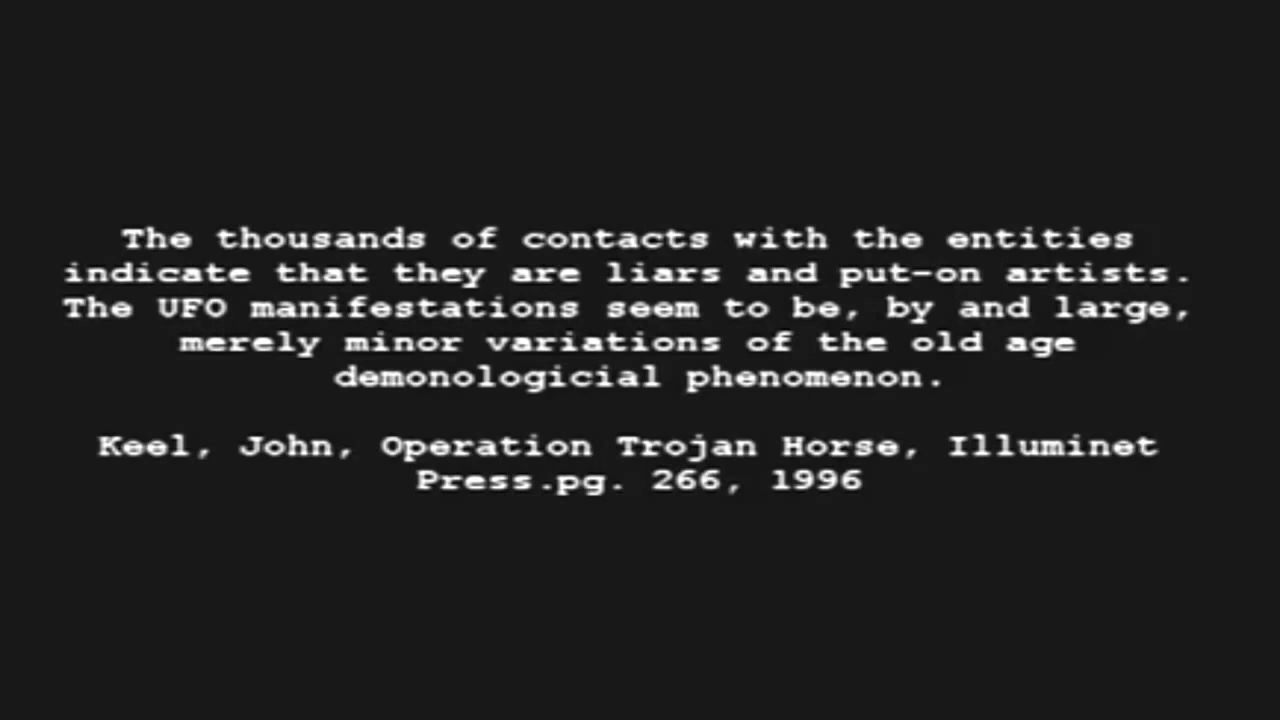 The thousands of contacts with the entities
indicate that they are liars and put-on artists.
The UFO manifestations seem to be, by and large,
merely minor variations of the old age
demonologicial phenomenon.
Keel, John, Operation Trojan Horse, Illuminet
Press.pg. 266, 1996